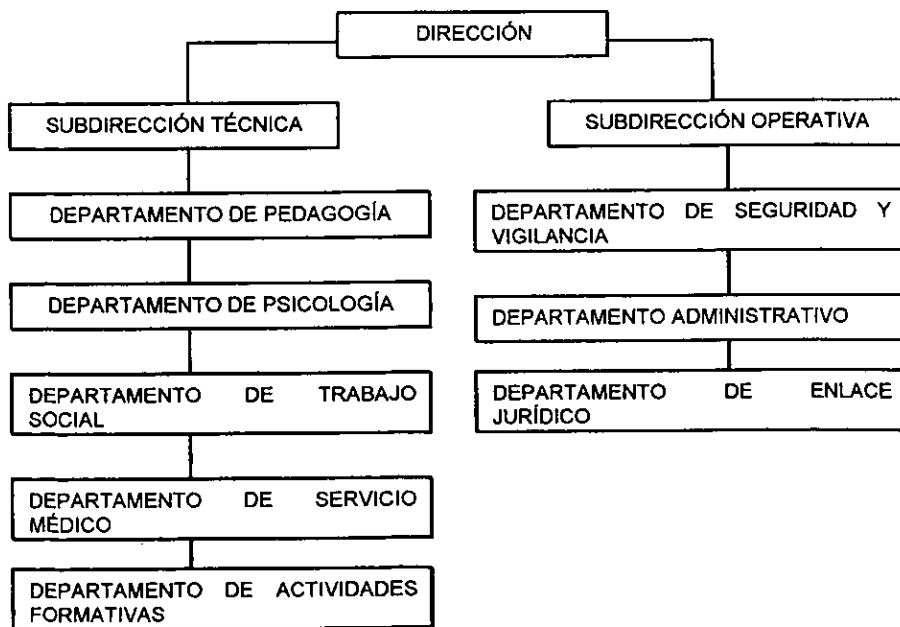 DIRECCIÓN
SUBDIRECCIÓN TÉCNICA
SUBDIRECCIÓN OPERATIVA
DEPARTAMENTO DE PEDAGOGÍA
DEPARTAMENTO DE SEGURIDAD Y
VIGILANCIA
DEPARTAMENTO DE PSICOLOGÍA
DEPARTAMENTO ADMINISTRATIVO
DEPARTAMENTO DE TRABAJO
SOCIAL
DEPARTAMENTO DE ENLACE
JURÍDICO
DEPARTAMENTO DE SERVICIO
MÉDICO
DEPARTAMENTO DE ACTIVIDADES
FORMATIVAS